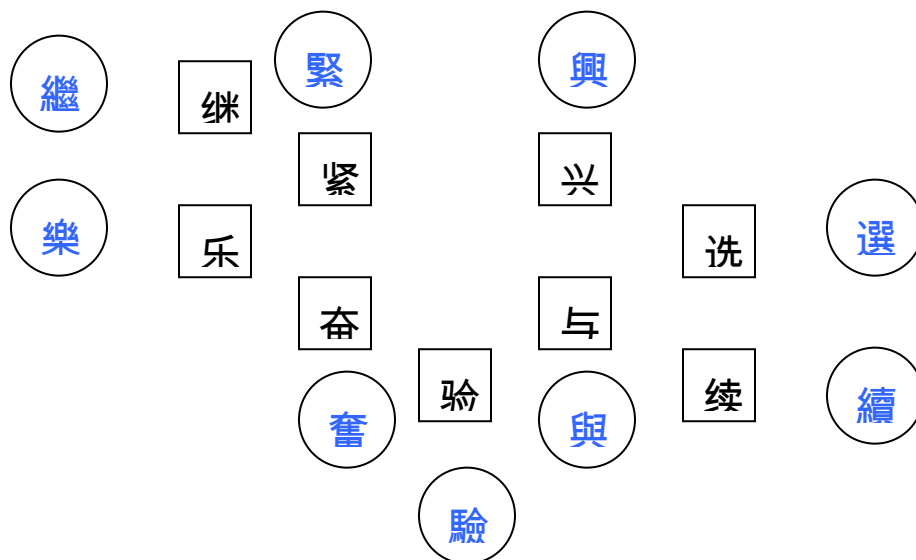 緊
興
繼
继
紧
兴
樂
乐
选
選
奋
与
验
续
續
奮
與
驗